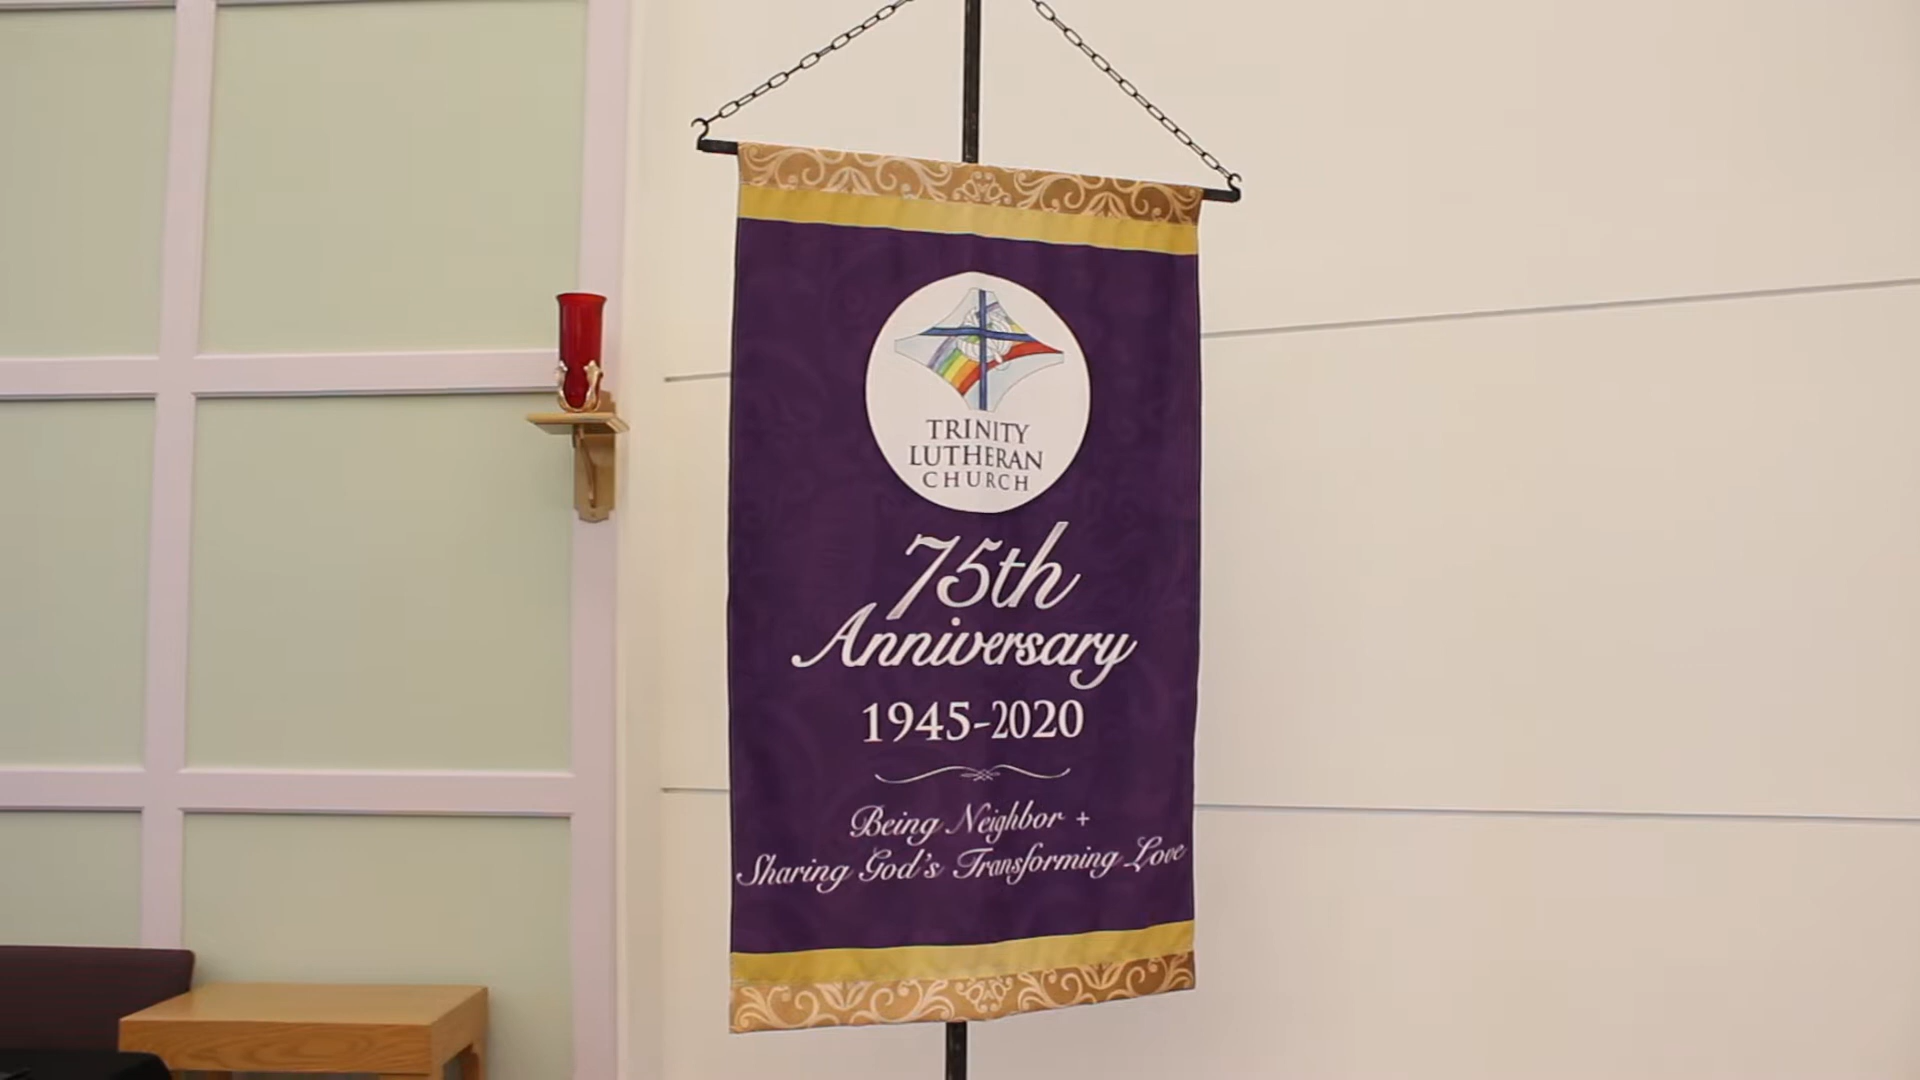 TRINITY
LUTHERAN
CHURCH
75th
Anniversary
1945-2020
Being Neighbor +
Sharing God's Transforming Love